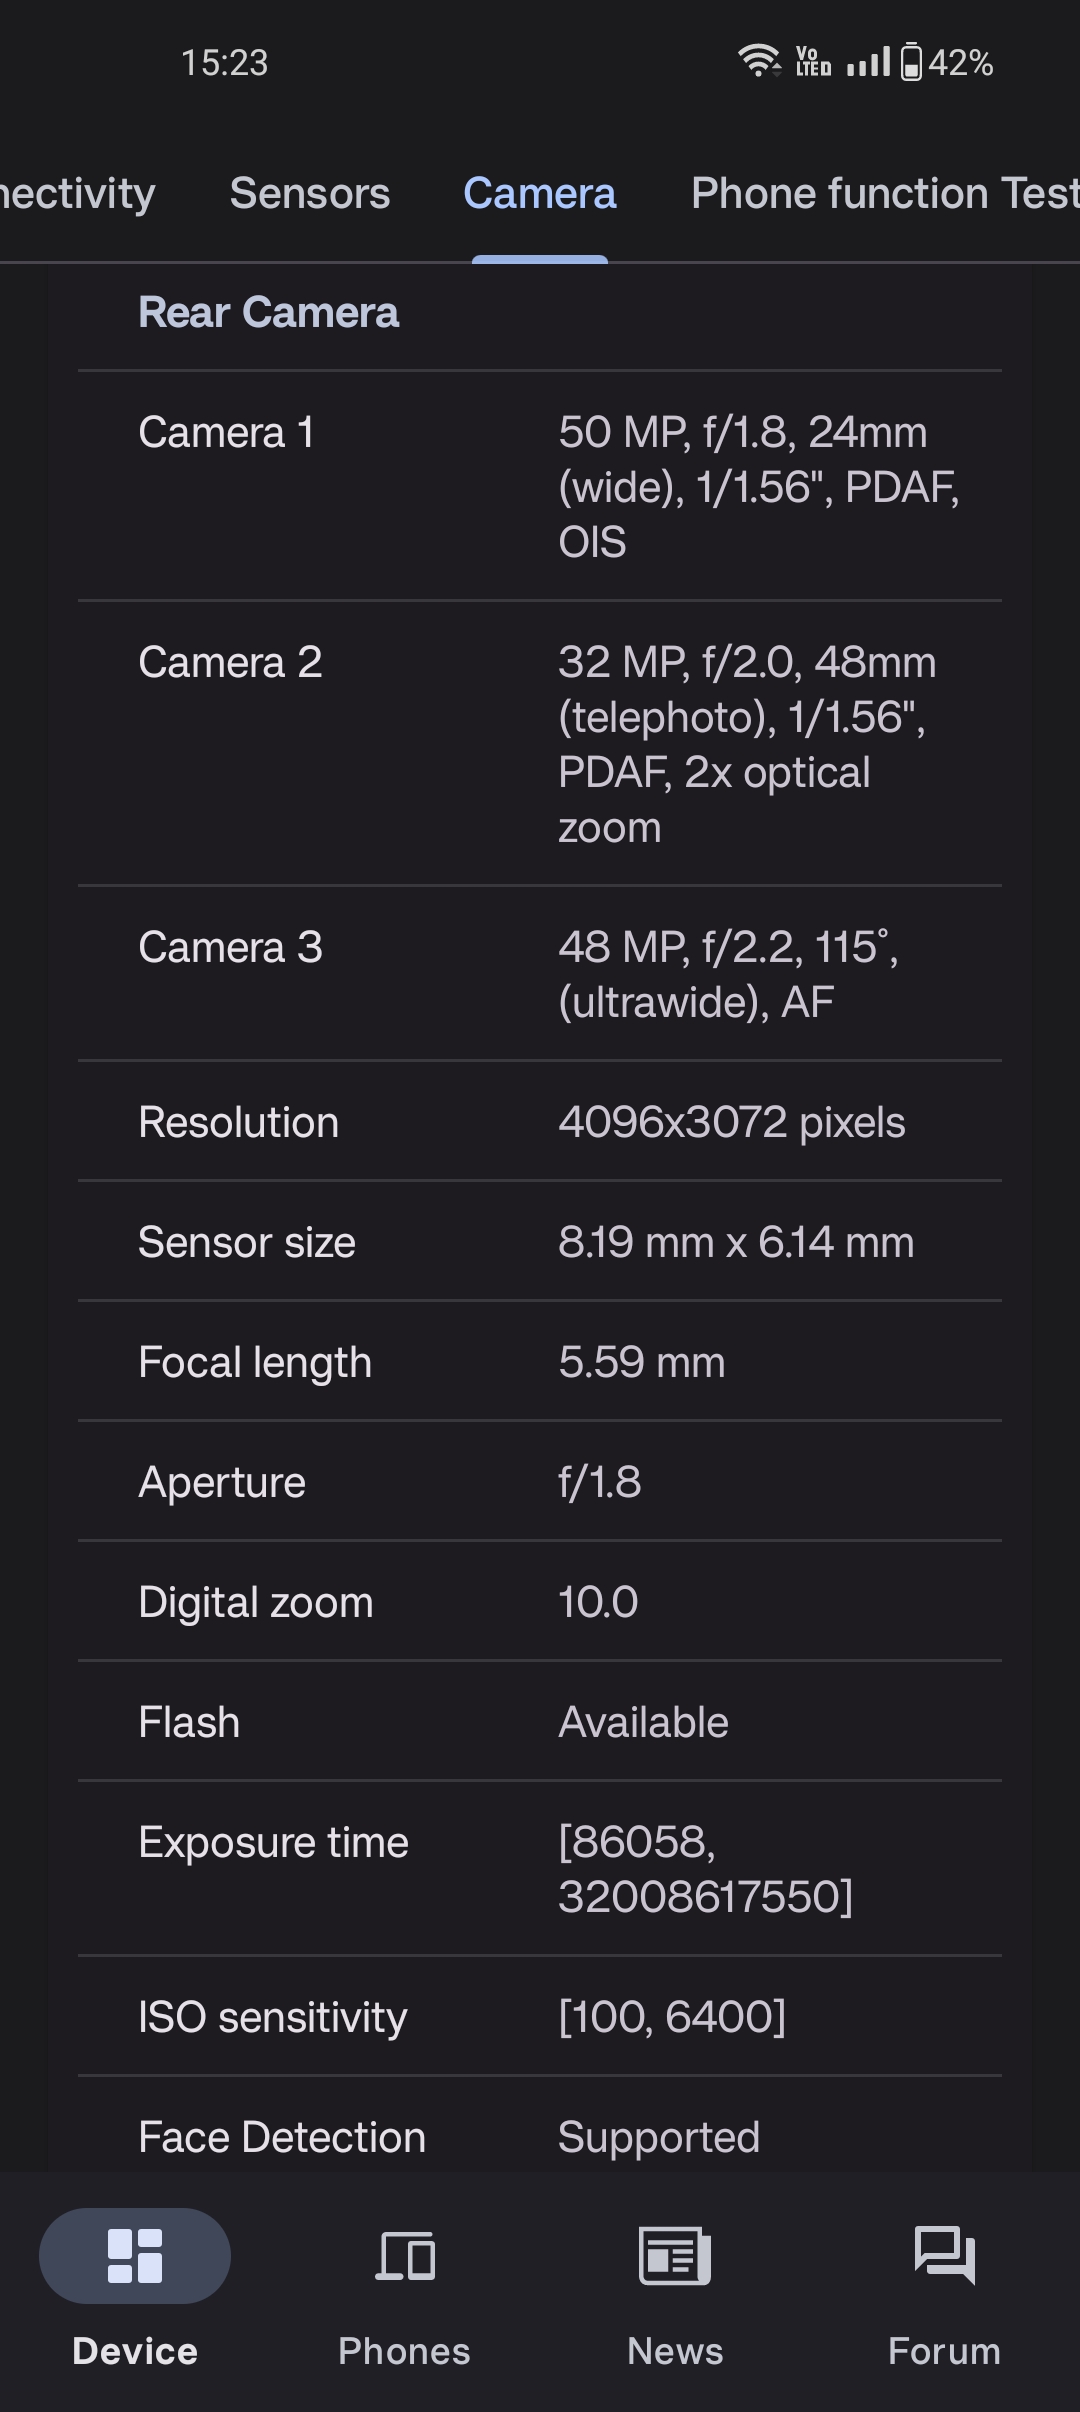 15:23
Vo
LTED
42%
nectivity
Sensors
Camera
Phone function Test
Rear Camera
Camera 1
50 MP, f/1.8, 24mm
(wide), 1/1.56", PDAF,
OIS
Camera 2
32 MP, f/2.0, 48mm
(telephoto), 1/1.56",
PDAF, 2x optical
zoom
Camera 3
48 MP, f/2.2, 115˚,
(ultrawide), AF
Resolution
4096x3072 pixels
Sensor size
8.19 mm x 6.14 mm
Focal length
5.59 mm
Aperture
f/1.8
Digital zoom
10.0
Flash
Available
Exposure time
[86058,
32008617550]
ISO sensitivity
[100, 6400]
Face Detection
Supported
Device
Phones
News
Forum